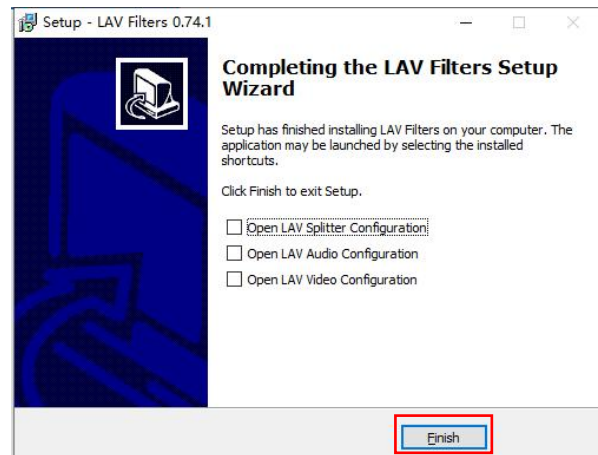 Setup - LAV Filters 0.74.1
Completing the LAV Filters Setup
Wizard
Setup has finished installing LAV Filters on your computer. The
application may be launched by selecting the installed
shortcuts.
Click Finish to exit Setup.
Open LAV Splitter Configuration
Open LAV Audio Configuration
Open LAV Video Configuration
Finish